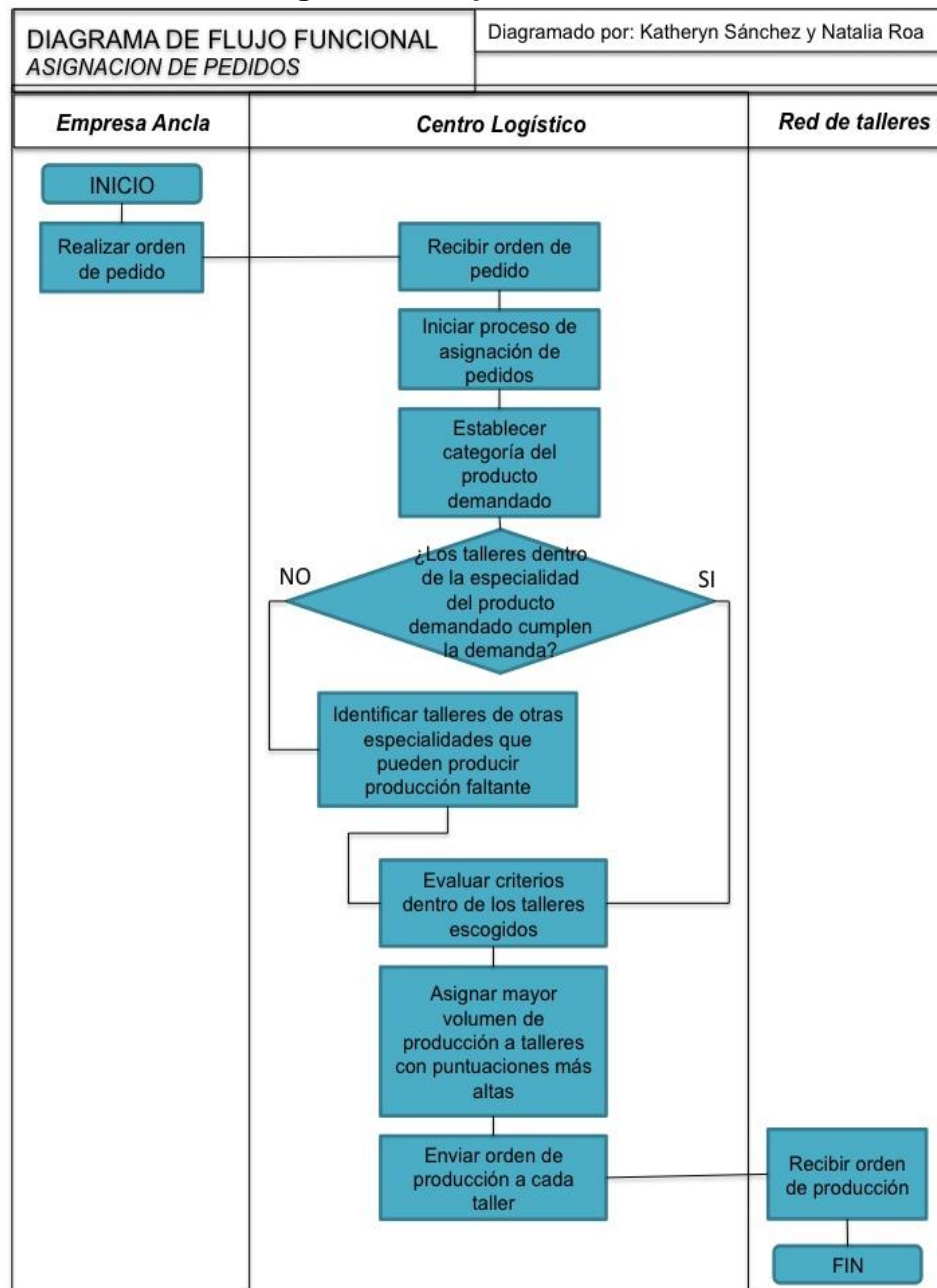 DIAGRAMA DE FLUJO FUNCIONAL
ASIGNACION DE PEDIDOS
Diagramado por: Katheryn Sánchez y Natalia Roa
Empresa Ancla
Centro Logístico
Red de talleres
INICIO
Realizar orden
de pedido
Recibir orden de
pedido
Iniciar proceso de
asignación de
pedidos
Establecer
categoría del
producto
demandado
¿Los talleres dentro
de la especialidad
del producto
demandado cumplen
la demanda?
NO
SI
Identificar talleres de otras
especialidades que
pueden producir
producción faltante
Evaluar criterios
dentro de los talleres
escogidos
Asignar mayor
volumen de
producción a talleres
con puntuaciones más
altas
Enviar orden de
producción a cada
taller
Recibir orden
de producción
FIN